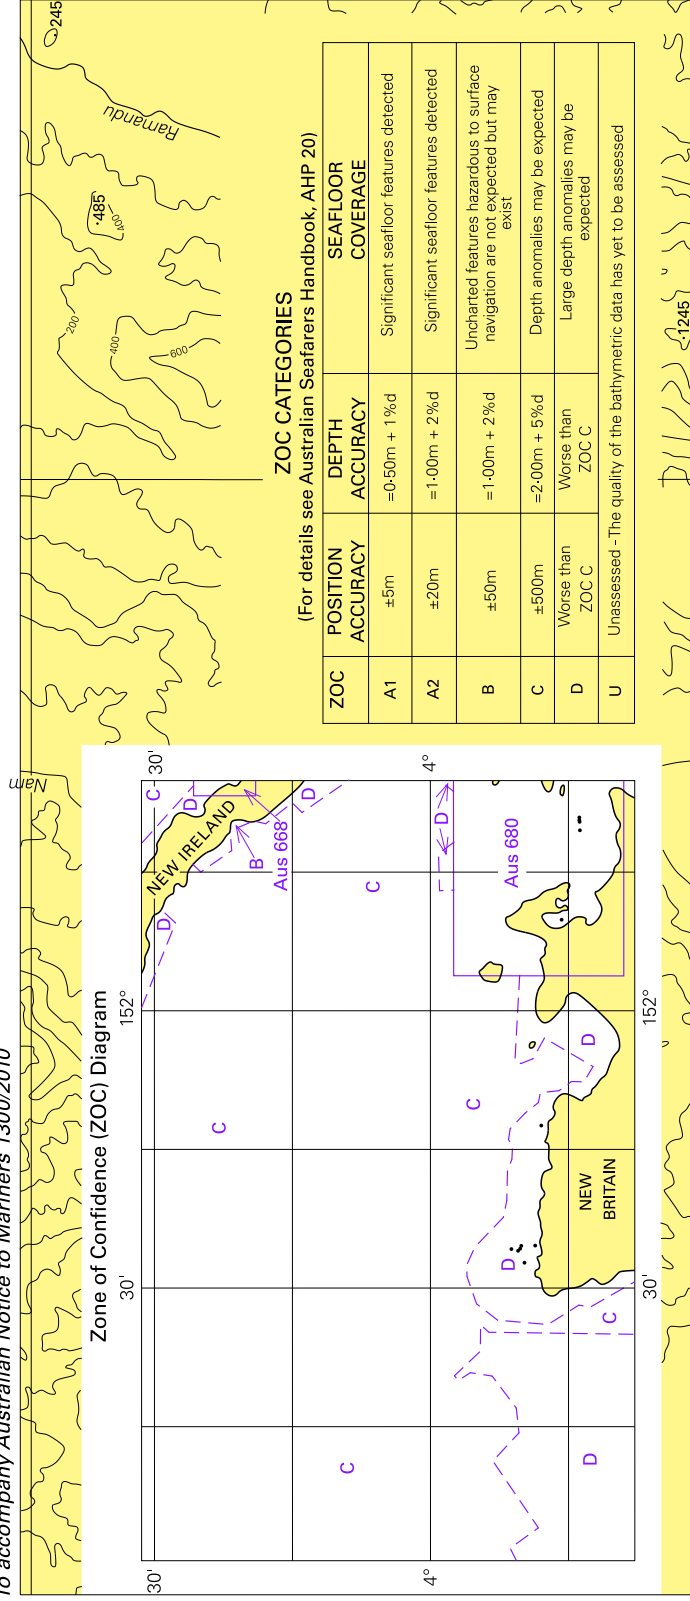 To accompany Australian Notice to Mariners 1300/2010
Nam
Ramandu
245
485
400
200
400
600
1245
Zone of Confidence (ZOC) Diagram
30'
152°
30'
4°
30'
4°
30'
152°
C
D
NEW IRELAND
D
D
B
Aus 668
C
C
D
Aus 680
C
D
D
C
C
D
NEW
BRITAIN
ZOC CATEGORIES
(For details see Australian Seafarers Handbook, AHP 20)
ZOC POSITION ACCURACY DEPTH ACCURACY SEAFLOOR COVERAGE
A1 ±5m =0·50m + 1%d Significant seafloor features detected
A2 ±20m =1·00m + 2%d Significant seafloor features detected
B ±50m =1·00m + 2%d Uncharted features hazardous to surface
navigation are not expected but may
exist
C ±500m =2·00m + 5%d Depth anomalies may be expected
D Worse than ZOC C Worse than ZOC C Large depth anomalies may be
expected
U Unassessed - The quality of the bathymetric data has yet to be assessed